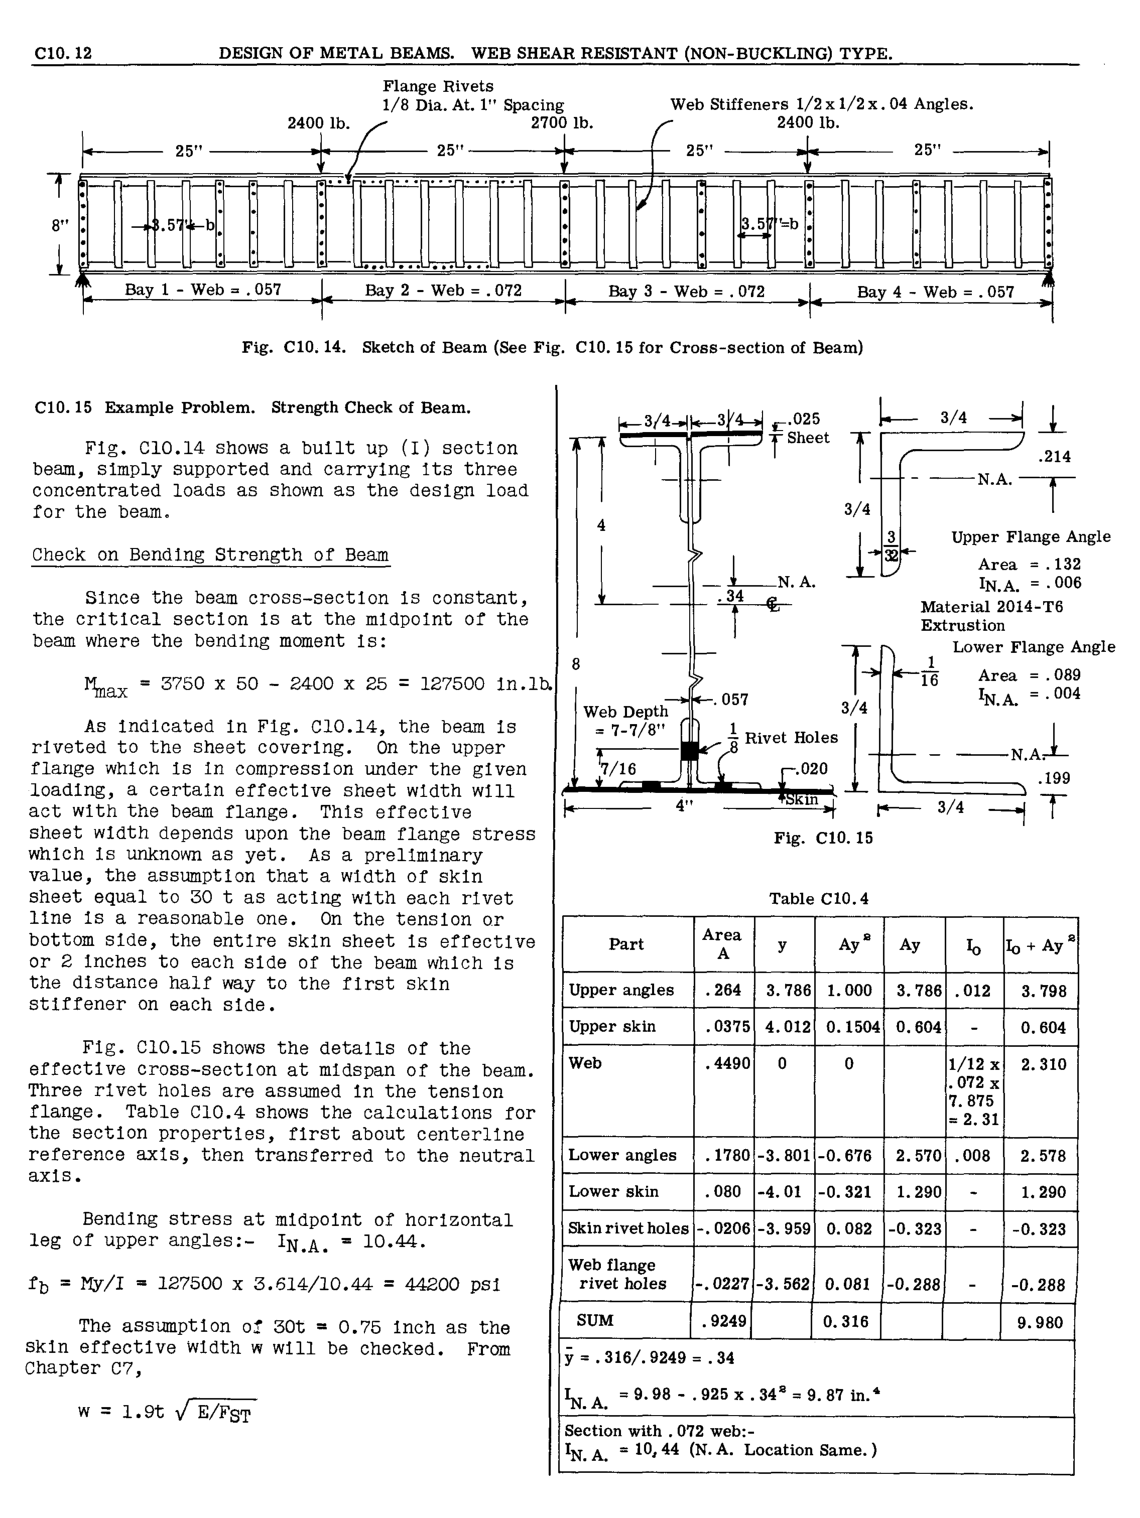 C10. 12 DESIGN OF METAL BEAMS. WEB SHEAR RESISTANT (NON-BUCKLING) TYPE.
Flange Rivets
1/8 Dia. At. 1" Spacing
Web Stiffeners 1/2 x 1/2 x . 04 Angles.
2400 lb. 2700 lb. 2400 lb.
25" 25" 25" 25"
8"
3.57"=b 3.57"=b
Bay 1 - Web = . 057 Bay 2 - Web = . 072 Bay 3 - Web = . 072 Bay 4 - Web = . 057
Fig. C10. 14. Sketch of Beam (See Fig. C10. 15 for Cross-section of Beam)
C10. 15 Example Problem. Strength Check of Beam.
Fig. C10.14 shows a built up (I) section
beam, simply supported and carrying its three
concentrated loads as shown as the design load
for the beam.
Check on Bending Strength of Beam
Since the beam cross-section is constant,
the critical section is at the midpoint of the
beam where the bending moment is:
Mmax = 3750 x 50 - 2400 x 25 = 127500 in.lb.
As indicated in Fig. C10.14, the beam is
riveted to the sheet covering. On the upper
flange which is in compression under the given
loading, a certain effective sheet width will
act with the beam flange. This effective
sheet width depends upon the beam flange stress
which is unknown as yet. As a preliminary
value, the assumption that a width of skin
sheet equal to 30 t as acting with each rivet
line is a reasonable one. On the tension or
bottom side, the entire skin sheet is effective
or 2 inches to each side of the beam which is
the distance half way to the first skin
stiffener on each side.
Fig. C10.15 shows the details of the
effective cross-section at midspan of the beam.
Three rivet holes are assumed in the tension
flange. Table C10.4 shows the calculations for
the section properties, first about centerline
reference axis, then transferred to the neutral
axis.
Bending stress at midpoint of horizontal
leg of upper angles:- IN.A. = 10.44.
fb = My/I = 127500 x 3.614/10.44 = 44200 psi
The assumption of 30t = 0.75 inch as the
skin effective width w will be checked. From
Chapter C7,
w = 1.9t √E/FST
3/4 3/4 .025
Sheet
4
N. A.
.34 ℄
8
.057
Web Depth
= 7-7/8"
1/8 Rivet Holes
7/16
.020
Skin
4"
3/4
.214
N.A.
3/4
3/32
Upper Flange Angle
Area = . 132
IN.A. = . 006
Material 2014-T6
Extrustion
Lower Flange Angle
1/16
Area = . 089
IN.A. = . 004
3/4
N.A.
.199
3/4
Fig. C10. 15
Table C10. 4
Part Area A y Ay² Ay Io Io + Ay²
Upper angles .264 3.786 1.000 3.786 .012 3.798
Upper skin .0375 4.012 0.1504 0.604 - 0.604
Web .4490 0 0 1/12 x 2.310
.072 x
7.875
= 2.31
Lower angles .1780 -3.801 -0.676 2.570 .008 2.578
Lower skin .080 -4.01 -0.321 1.290 - 1.290
Skin rivet holes -.0206 -3.959 0.082 -0.323 - -0.323
Web flange
rivet holes -.0227 -3.562 0.081 -0.288 - -0.288
SUM .9249 0.316 9.980
ȳ = . 316/. 9249 = . 34
IN. A. = 9. 98 - . 925 x . 34² = 9. 87 in.⁴
Section with . 072 web:-
IN. A. = 10, 44 (N. A. Location Same. )